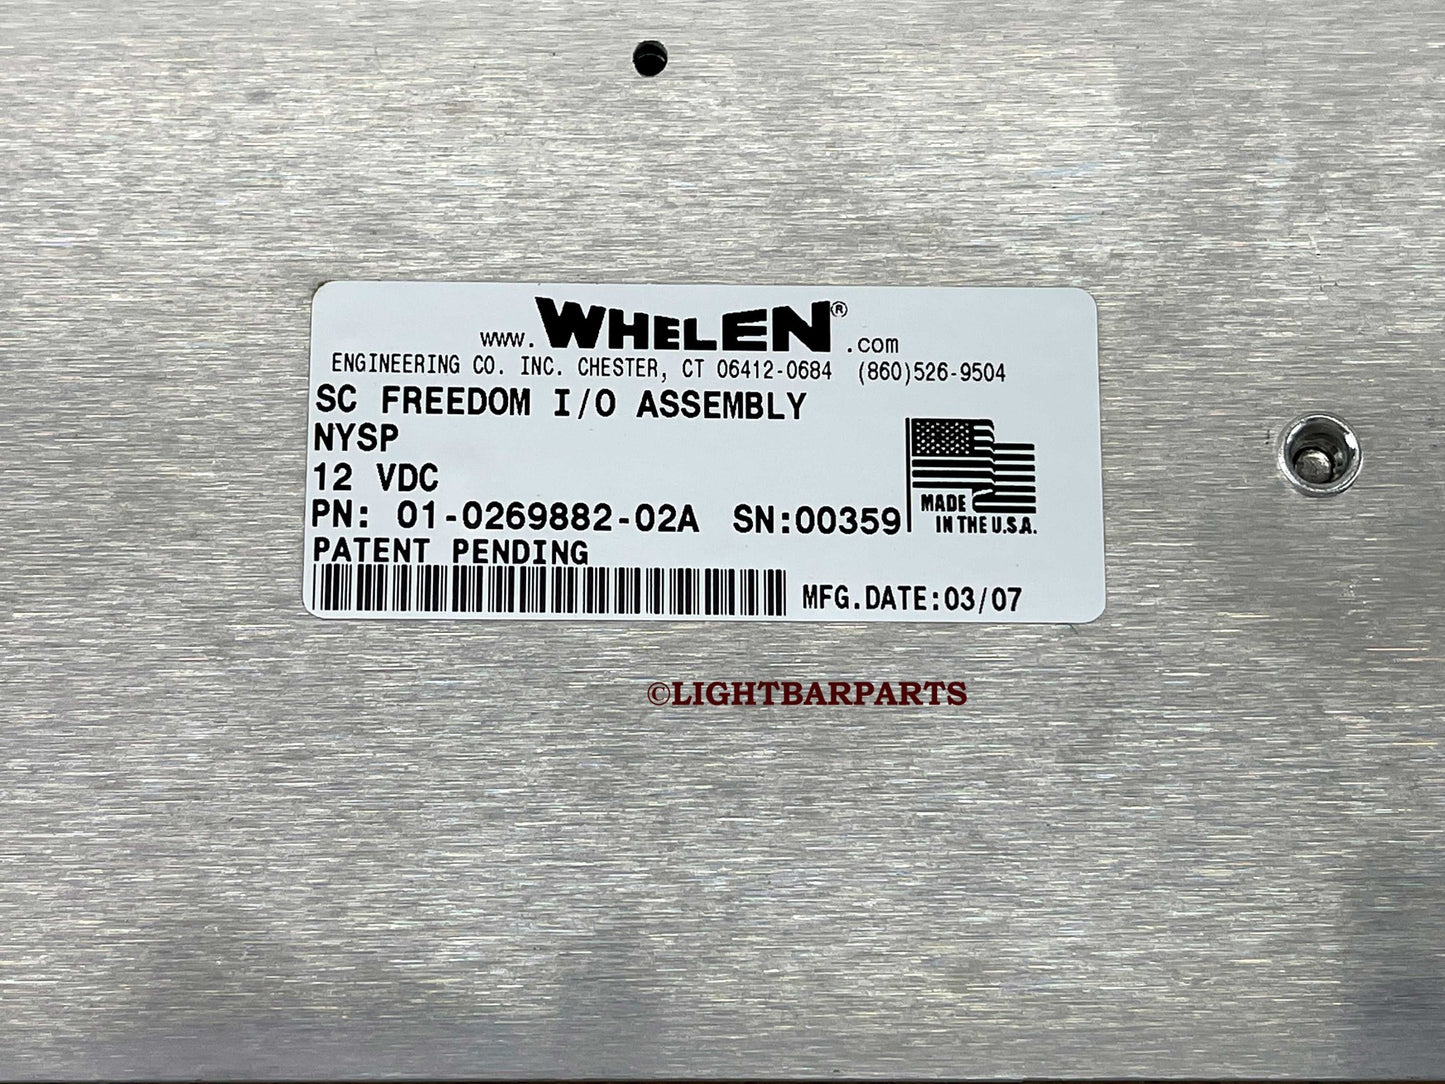 www. WHELEN® .com
ENGINEERING CO. INC. CHESTER, CT 06412-0684 (860)526-9504
SC FREEDOM I/O ASSEMBLY
NYSP
12 VDC
PN: 01-0269882-02A SN:00359
MADE
IN THE U.S.A.
PATENT PENDING
MFG.DATE:03/07
©LIGHTBARPARTS